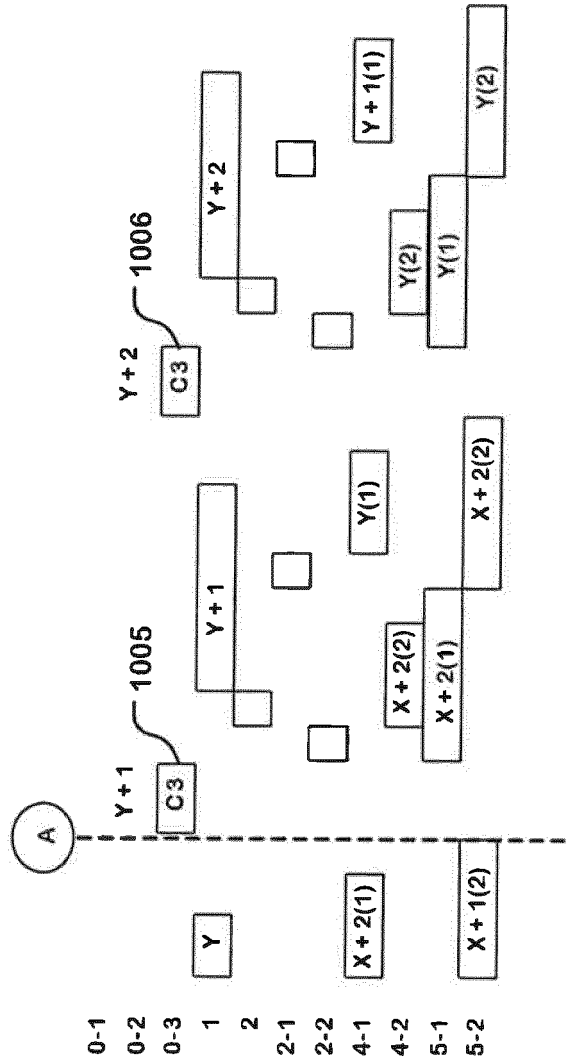 0-1
0-2
0-3
1
2
2-1
2-2
4-1
4-2
5-1
5-2
A
Y
X + 2(1)
X + 1(2)
Y + 1
C3
1005
Y + 1
X + 2(2)
X + 2(1)
Y(1)
X + 2(2)
Y + 2
C3
1006
Y + 2
Y(2)
Y(1)
Y + 1(1)
Y(2)